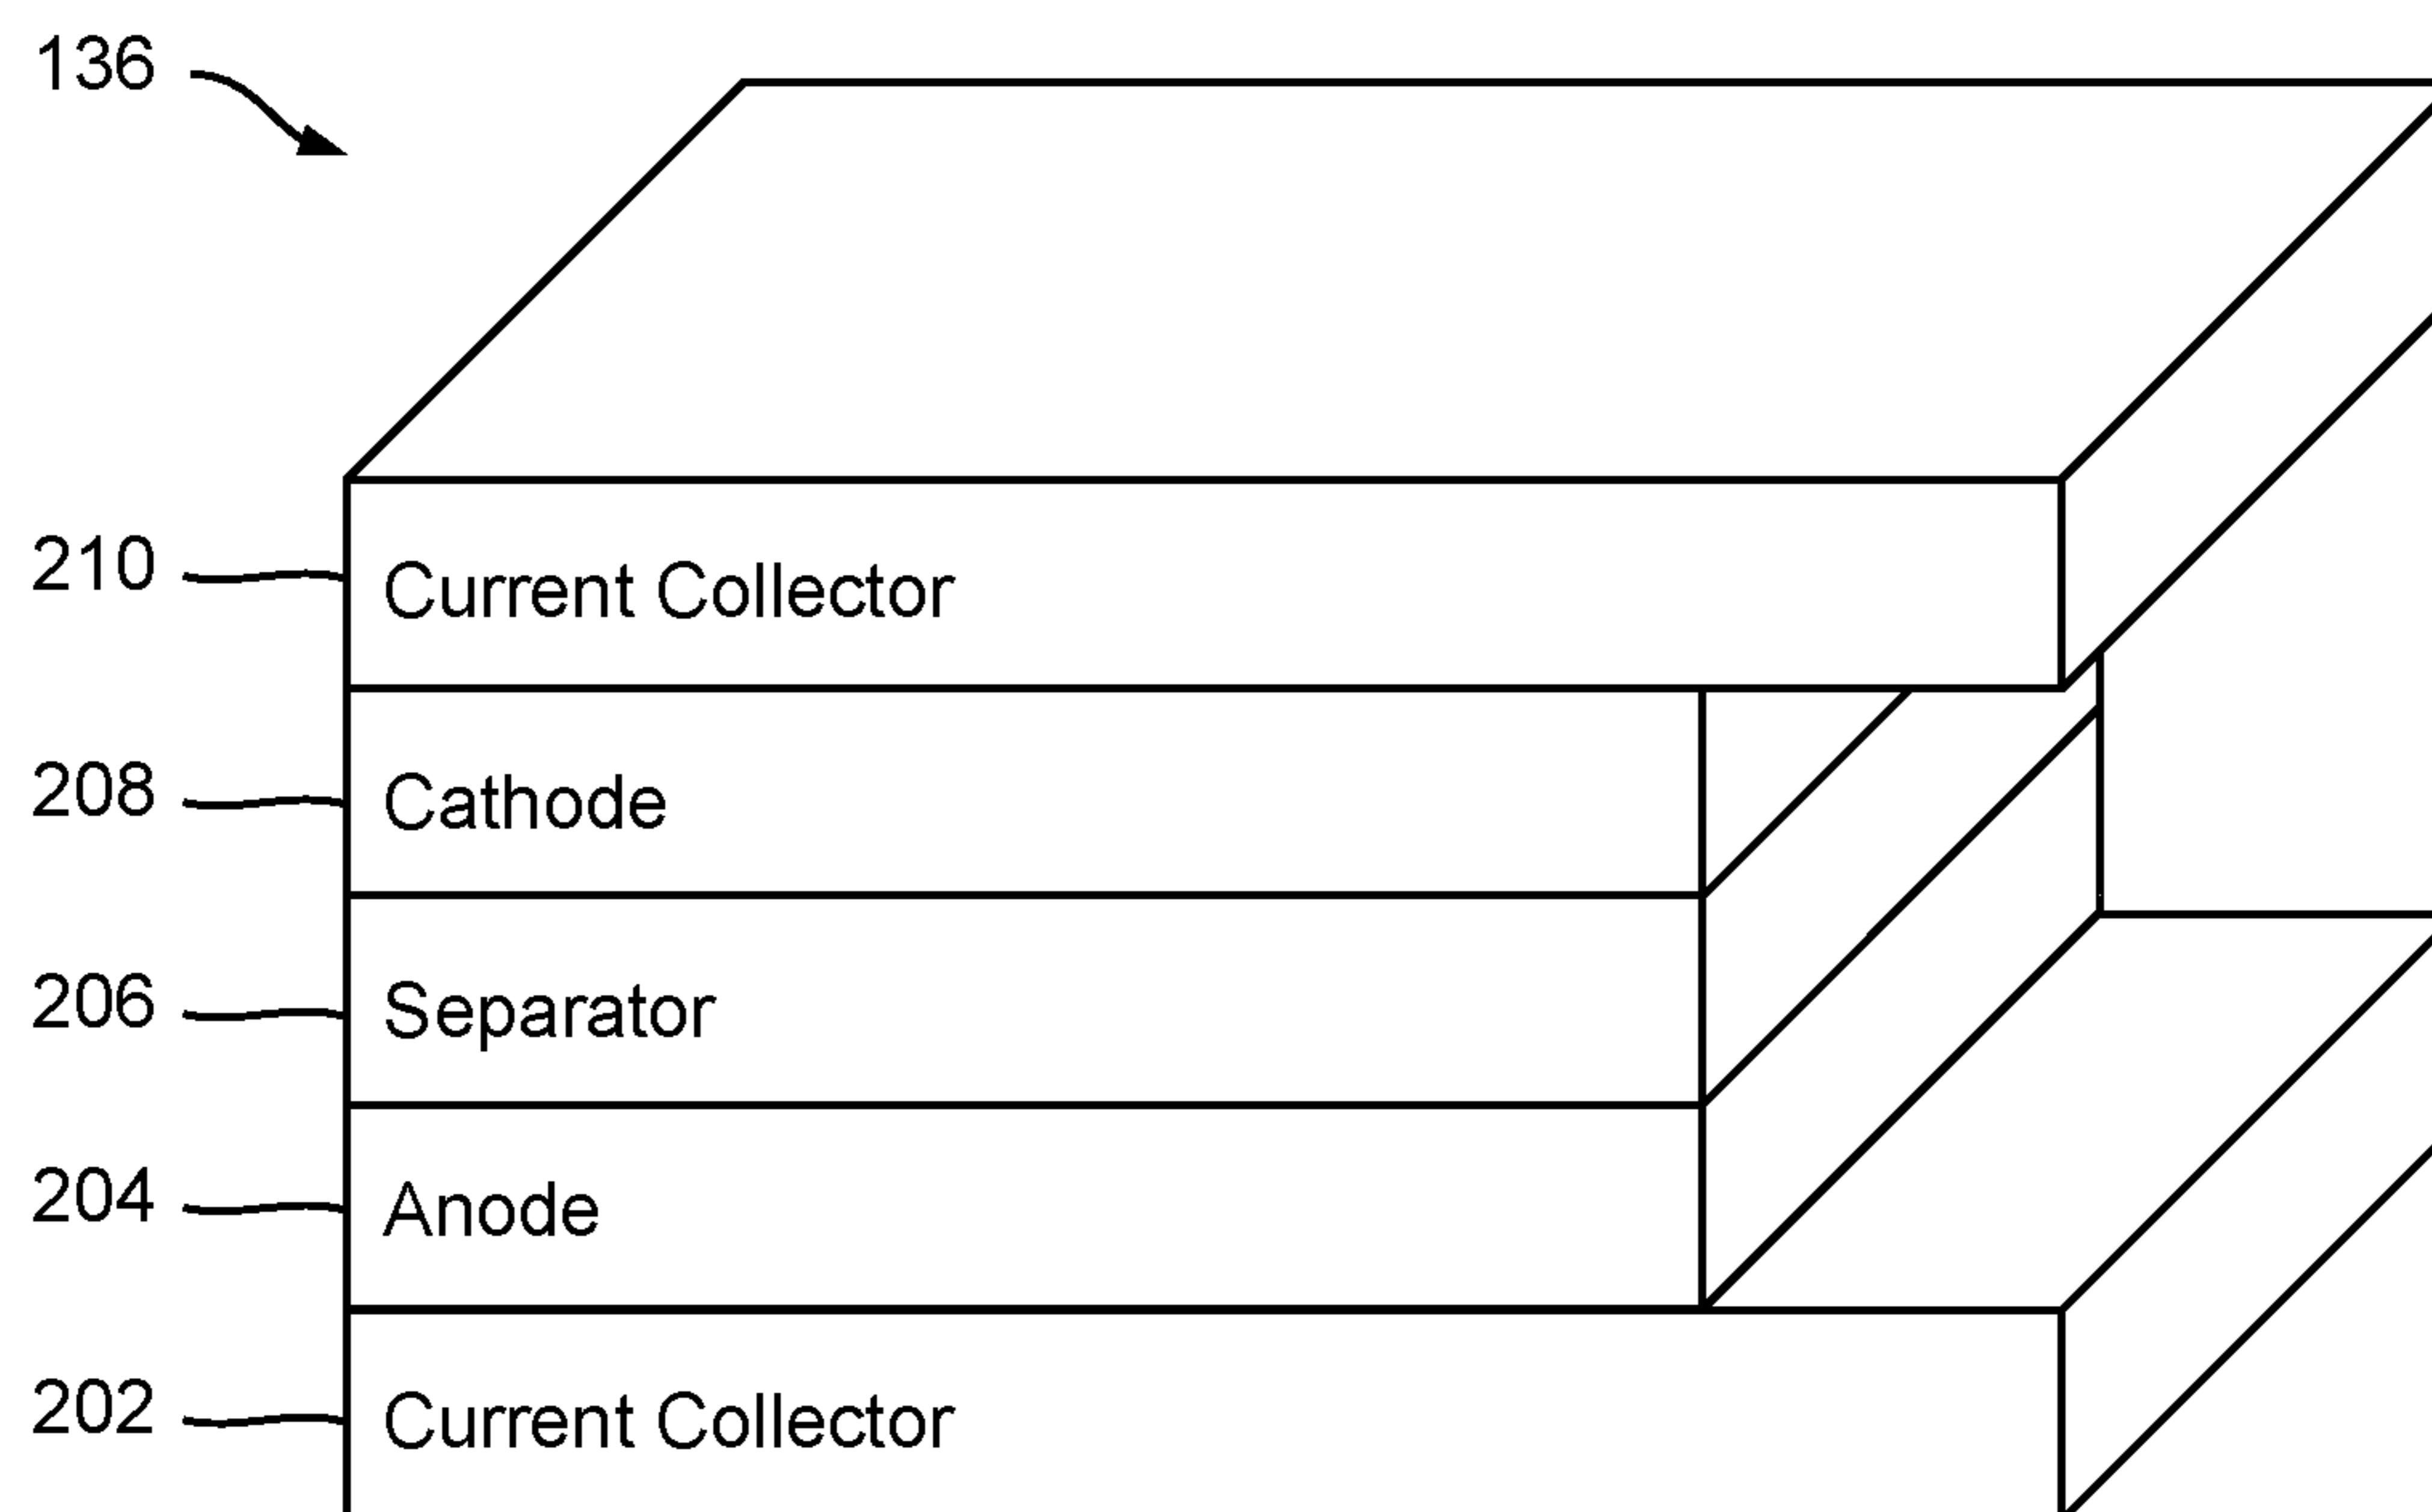 136
210 Current Collector
208 Cathode
206 Separator
204 Anode
202 Current Collector